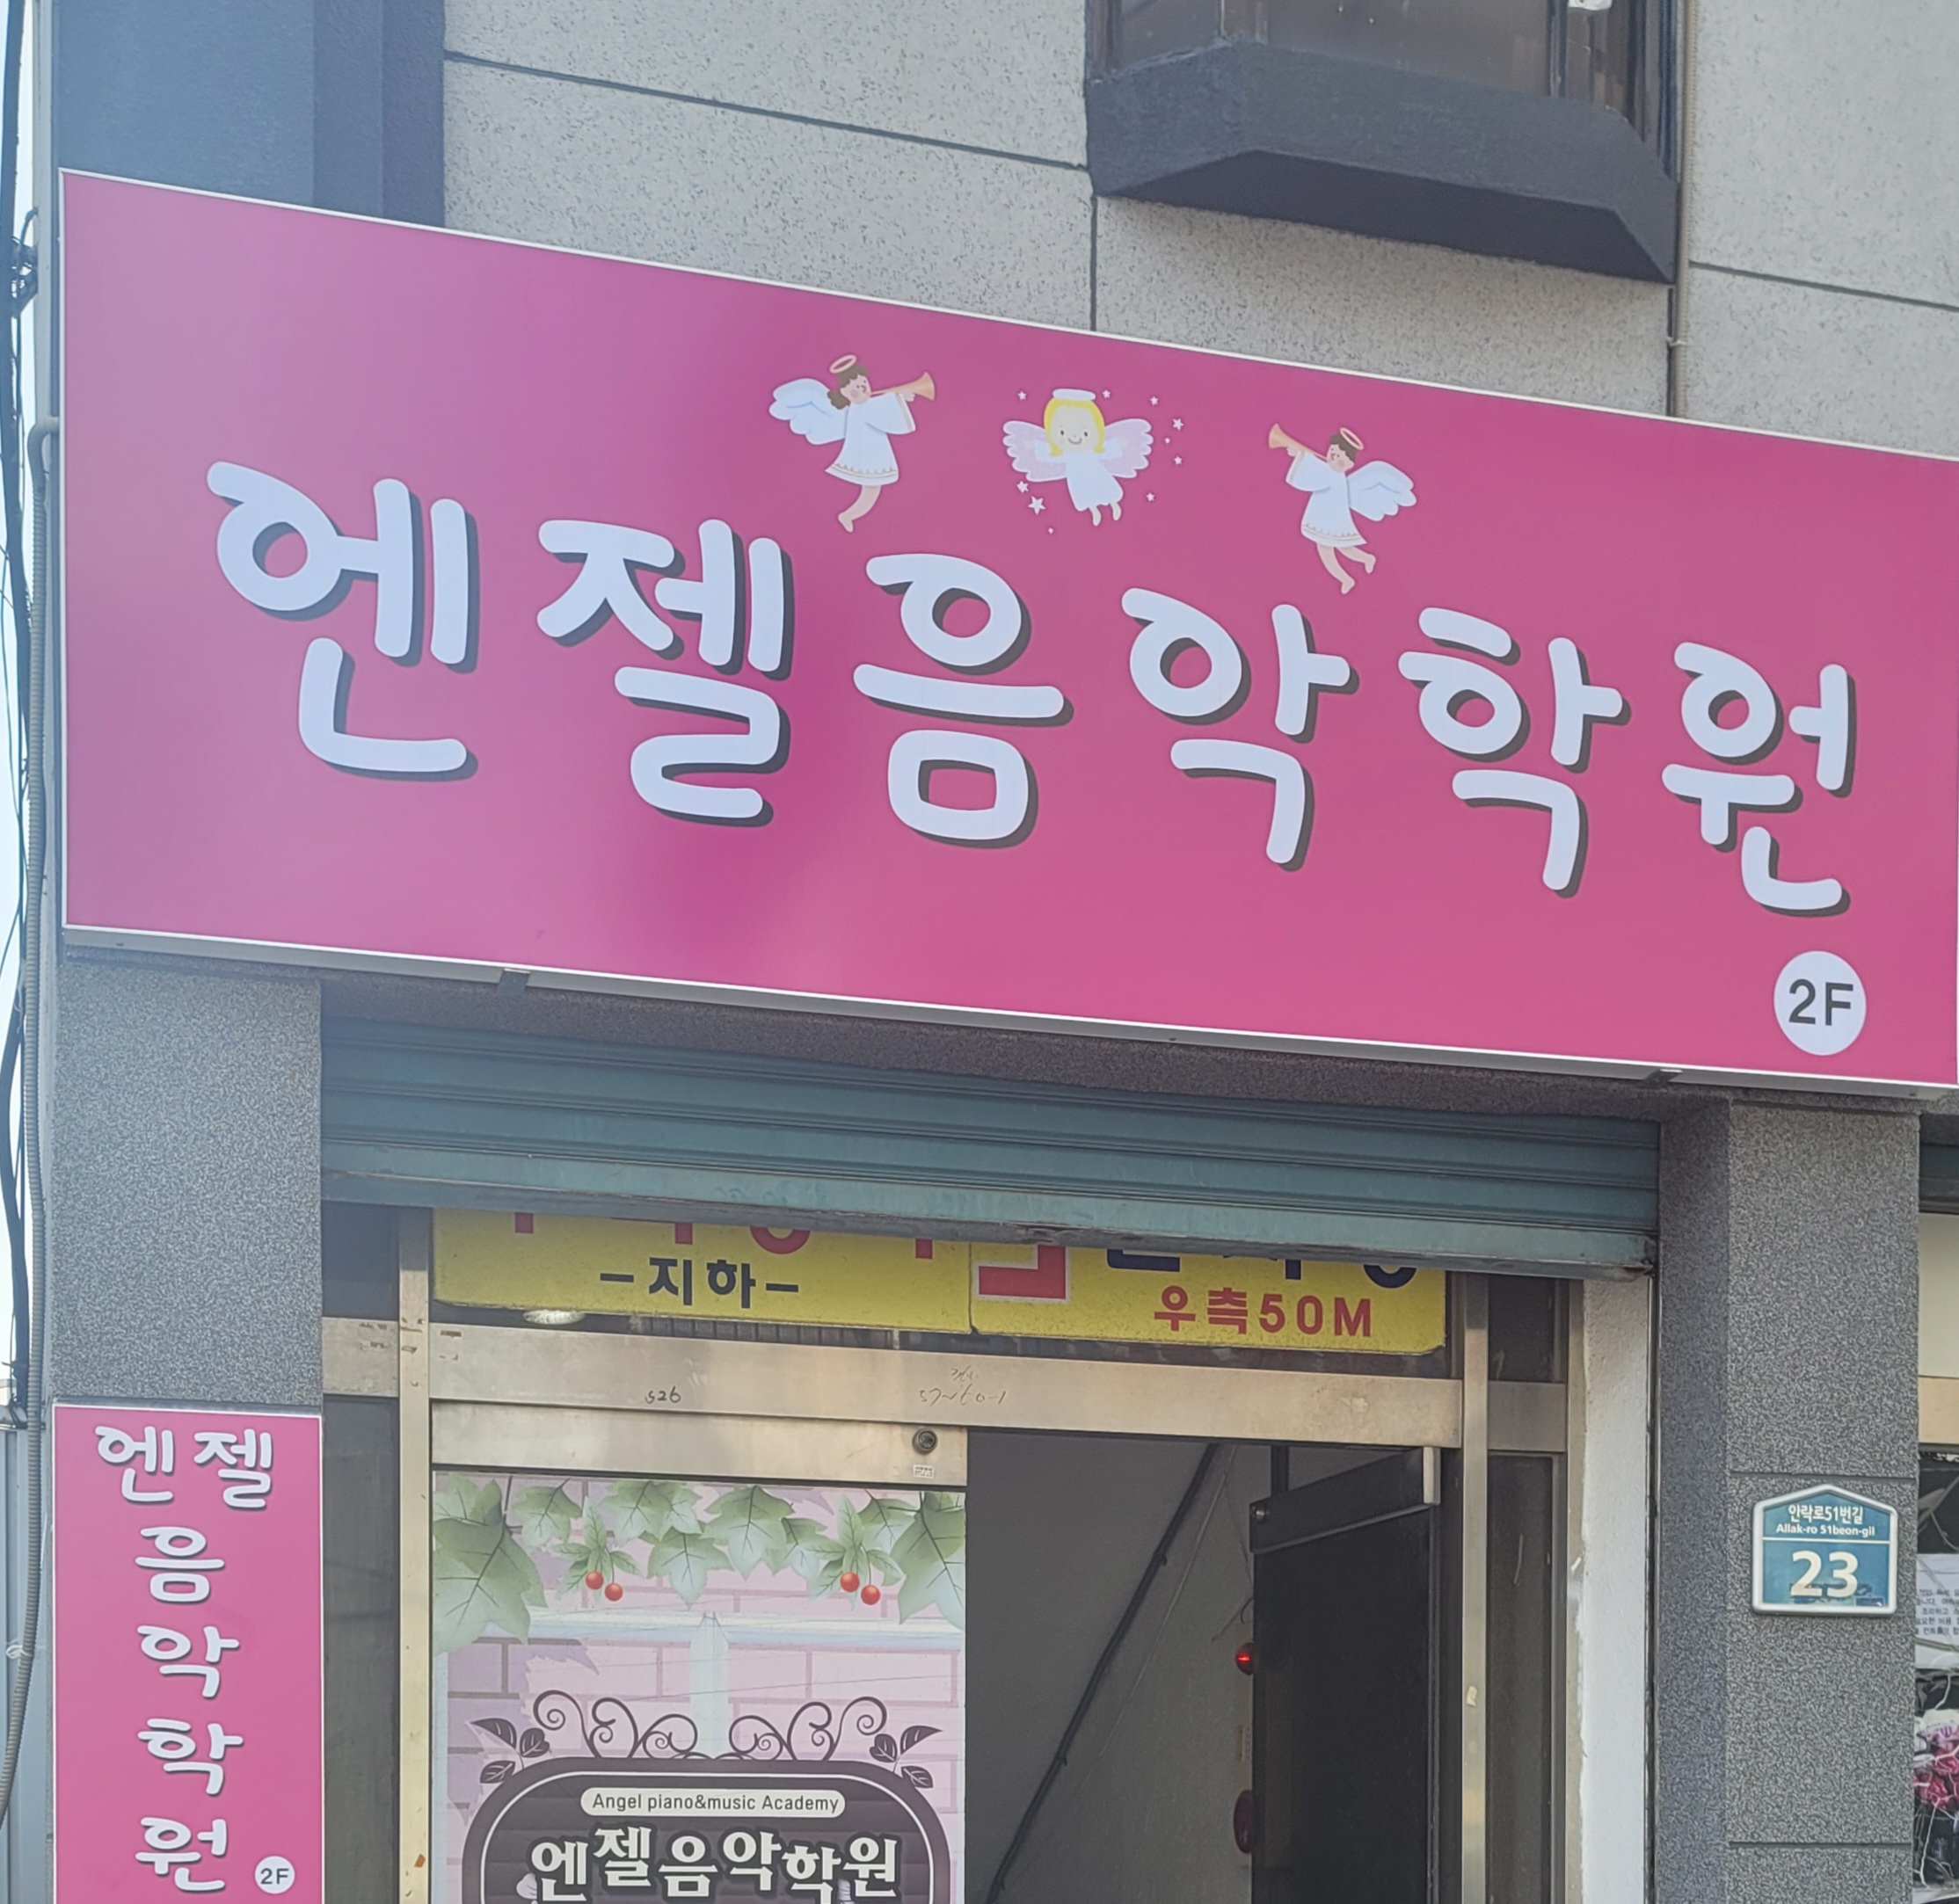 엔젤음악학원
2F
-지하-
우측50M
526
엔젤
음
악
학
원
2F
안락로51번길
Allak-ro 51beon-gil
23
Angel piano&music Academy
엔젤음악학원